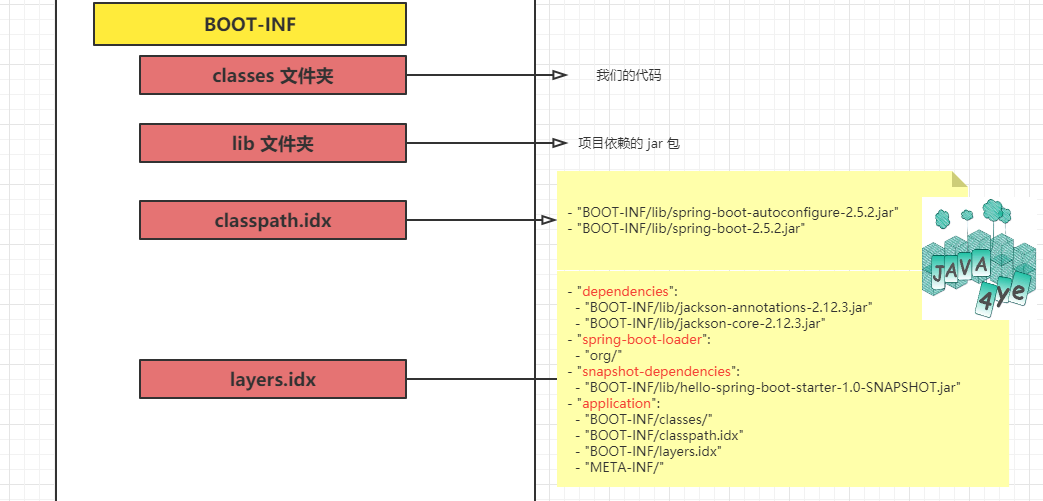 BOOT-INF
classes 文件夹
我们的代码
lib 文件夹
项目依赖的 jar 包
classpath.idx
- "BOOT-INF/lib/spring-boot-autoconfigure-2.5.2.jar"
- "BOOT-INF/lib/spring-boot-2.5.2.jar"
JAVA
4ye
layers.idx
- "dependencies":
- "BOOT-INF/lib/jackson-annotations-2.12.3.jar"
- "BOOT-INF/lib/jackson-core-2.12.3.jar"
- "spring-boot-loader":
- "org/"
- "snapshot-dependencies":
- "BOOT-INF/lib/hello-spring-boot-starter-1.0-SNAPSHOT.jar"
- "application":
- "BOOT-INF/classes/"
- "BOOT-INF/classpath.idx"
- "BOOT-INF/layers.idx"
- "META-INF/"